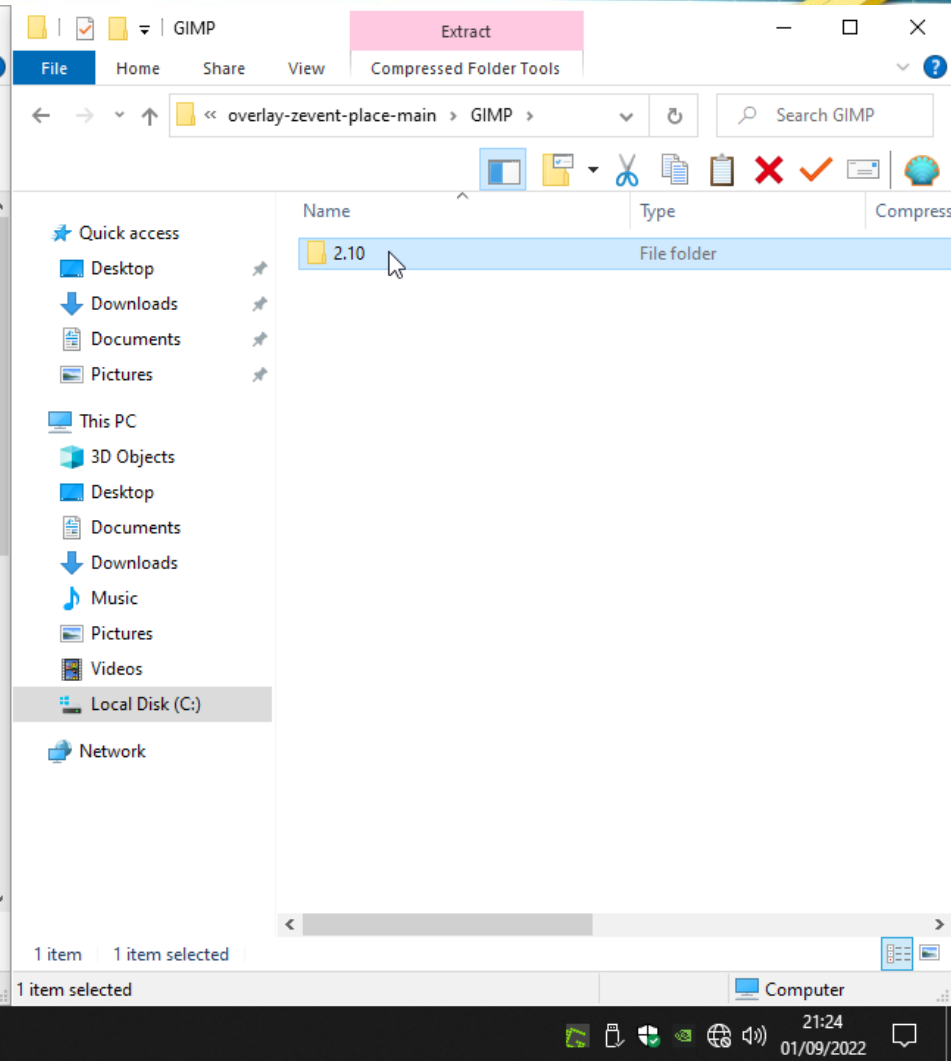 GIMP
Extract
File
Home
Share
View
Compressed Folder Tools
?
« overlay-zevent-place-main > GIMP >
Search GIMP
Name
Type
Compress
Quick access
2.10
File folder
Desktop
Downloads
Documents
Pictures
This PC
3D Objects
Desktop
Documents
Downloads
Music
Pictures
Videos
Local Disk (C:)
Network
1 item
1 item selected
1 item selected
Computer
21:24
01/09/2022